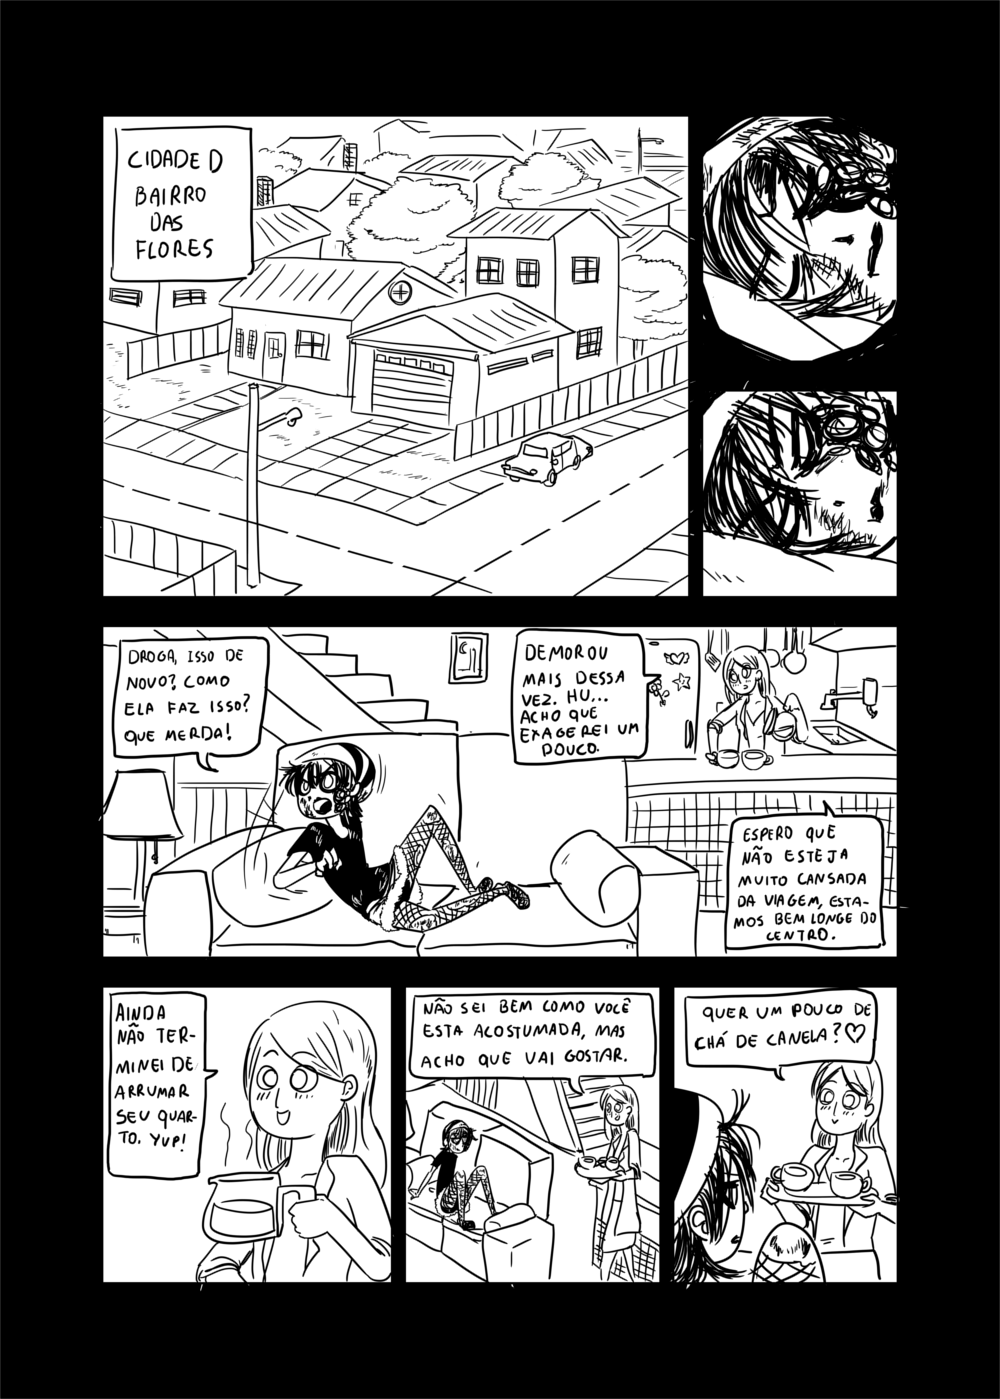 CIDADE D
BAIRRO
DAS
FLORES
DROGA, ISSO DE
NOVO? COMO
ELA FAZ ISSO?
QUE MERDA!
DEMOROU
MAIS DESSA
VEZ. HU...
ACHO QUE
EXAGEREI UM
POUCO.
ESPERO QUE
NÃO ESTEJA
MUITO CANSADA
DA VIAGEM, ESTA-
MOS BEM LONGE DO
CENTRO.
AINDA
NÃO TER-
MINEI DE
ARRUMAR
SEU QUAR-
TO. YUP!
NÃO SEI BEM COMO VOCÊ
ESTA ACOSTUMADA, MAS
ACHO QUE VAI GOSTAR.
QUER UM POUCO DE
CHÁ DE CANELA? ♡